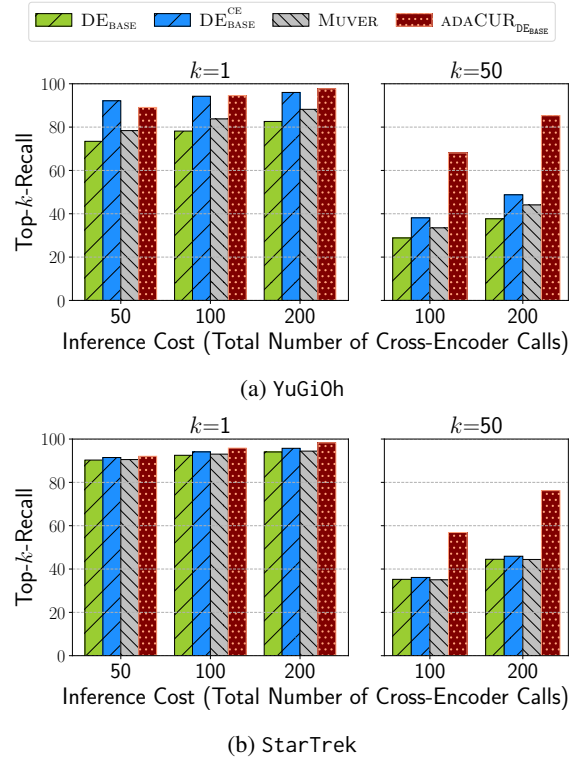 DE_BASE DE_BASE^CE MUVER ADACUR_DE_BASE
k=1 k=50
Top-k-Recall
100
80
60
40
20
0
50 100 200 100 200
Inference Cost (Total Number of Cross-Encoder Calls)
(a) YuGiOh
k=1 k=50
Top-k-Recall
100
80
60
40
20
0
50 100 200 100 200
Inference Cost (Total Number of Cross-Encoder Calls)
(b) StarTrek